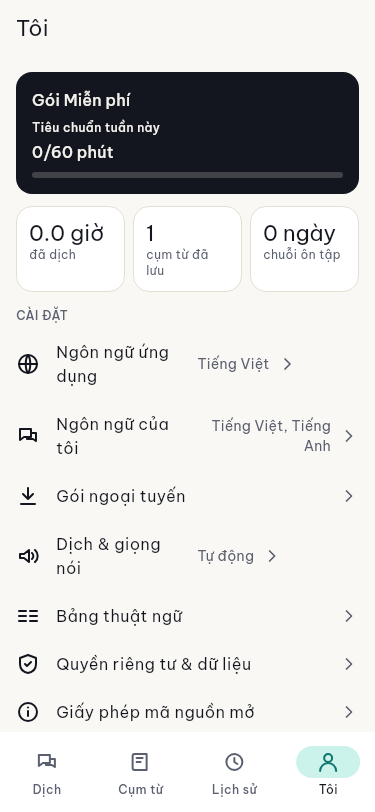 Tôi
Gói Miễn phí
Tiêu chuẩn tuần này
0/60 phút
0.0 giờ
đã dịch
1
cụm từ đã
lưu
0 ngày
chuỗi ôn tập
CÀI ĐẶT
Ngôn ngữ ứng
dụng
Tiếng Việt
Ngôn ngữ của
tôi
Tiếng Việt, Tiếng
Anh
Gói ngoại tuyến
Dịch & giọng
nói
Tự động
Bảng thuật ngữ
Quyền riêng tư & dữ liệu
Giấy phép mã nguồn mở
Dịch
Cụm từ
Lịch sử
Tôi